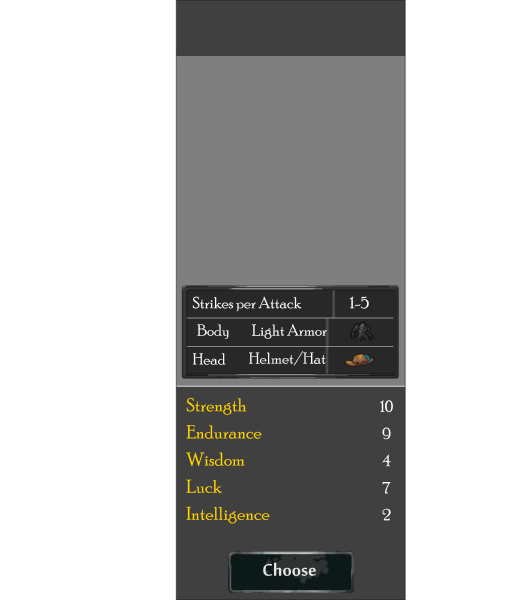 Strikes per Attack 1-5
Body Light Armor
Head Helmet/Hat
Strength 10
Endurance 9
Wisdom 4
Luck 7
Intelligence 2
Choose